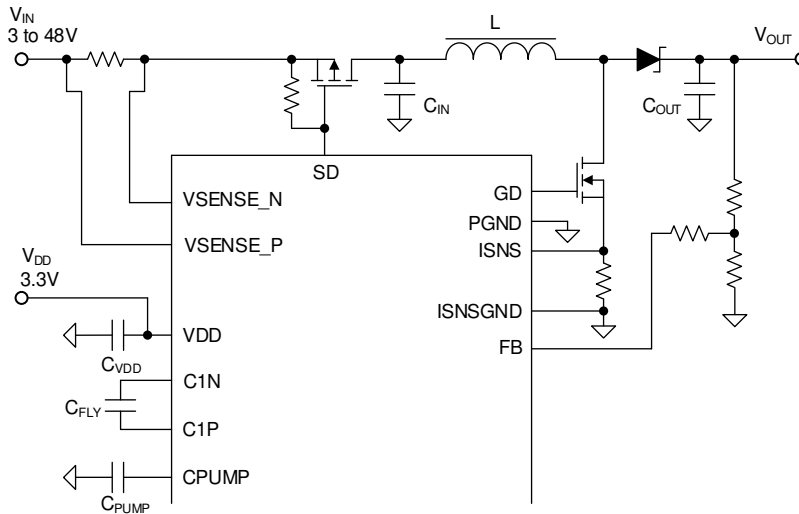 VIN
3 to 48V
L
VOUT
CIN
COUT
SD
VSENSE_N
GD
PGND
VSENSE_P
ISNS
VDD
3.3V
ISNSGND
VDD
FB
CVDD
C1N
CFLY
C1P
CPUMP
CPUMP